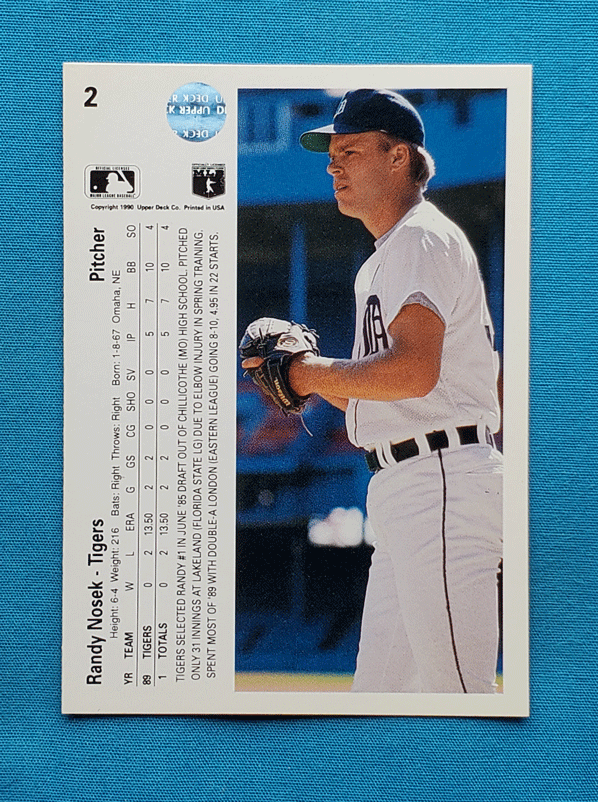 2
UPPER DECK
OFFICIAL LICENSEE
MAJOR LEAGUE BASEBALL
Copyright 1990 Upper Deck Co. Printed in USA
Randy Nosek - Tigers Pitcher
Height: 6-4 Weight: 216 Bats: Right Throws: Right Born: 1-8-67 Omaha, NE
YR TEAM W L ERA G GS CG SHO SV IP H BB SO
89 TIGERS 0 2 13.50 2 2 0 0 0 5 7 10 4
1 TOTALS 0 2 13.50 2 2 0 0 0 5 7 10 4
TIGERS SELECTED RANDY #1 IN JUNE '85 DRAFT OUT OF CHILLICOTHE (MO) HIGH SCHOOL. PITCHED
ONLY 31 INNINGS AT LAKELAND (FLORIDA STATE LG) DUE TO ELBOW INJURY IN SPRING TRAINING.
SPENT MOST OF '89 WITH DOUBLE-A LONDON (EASTERN LEAGUE) GOING 8-10, 4.95 IN 22 STARTS.
D
Wilson